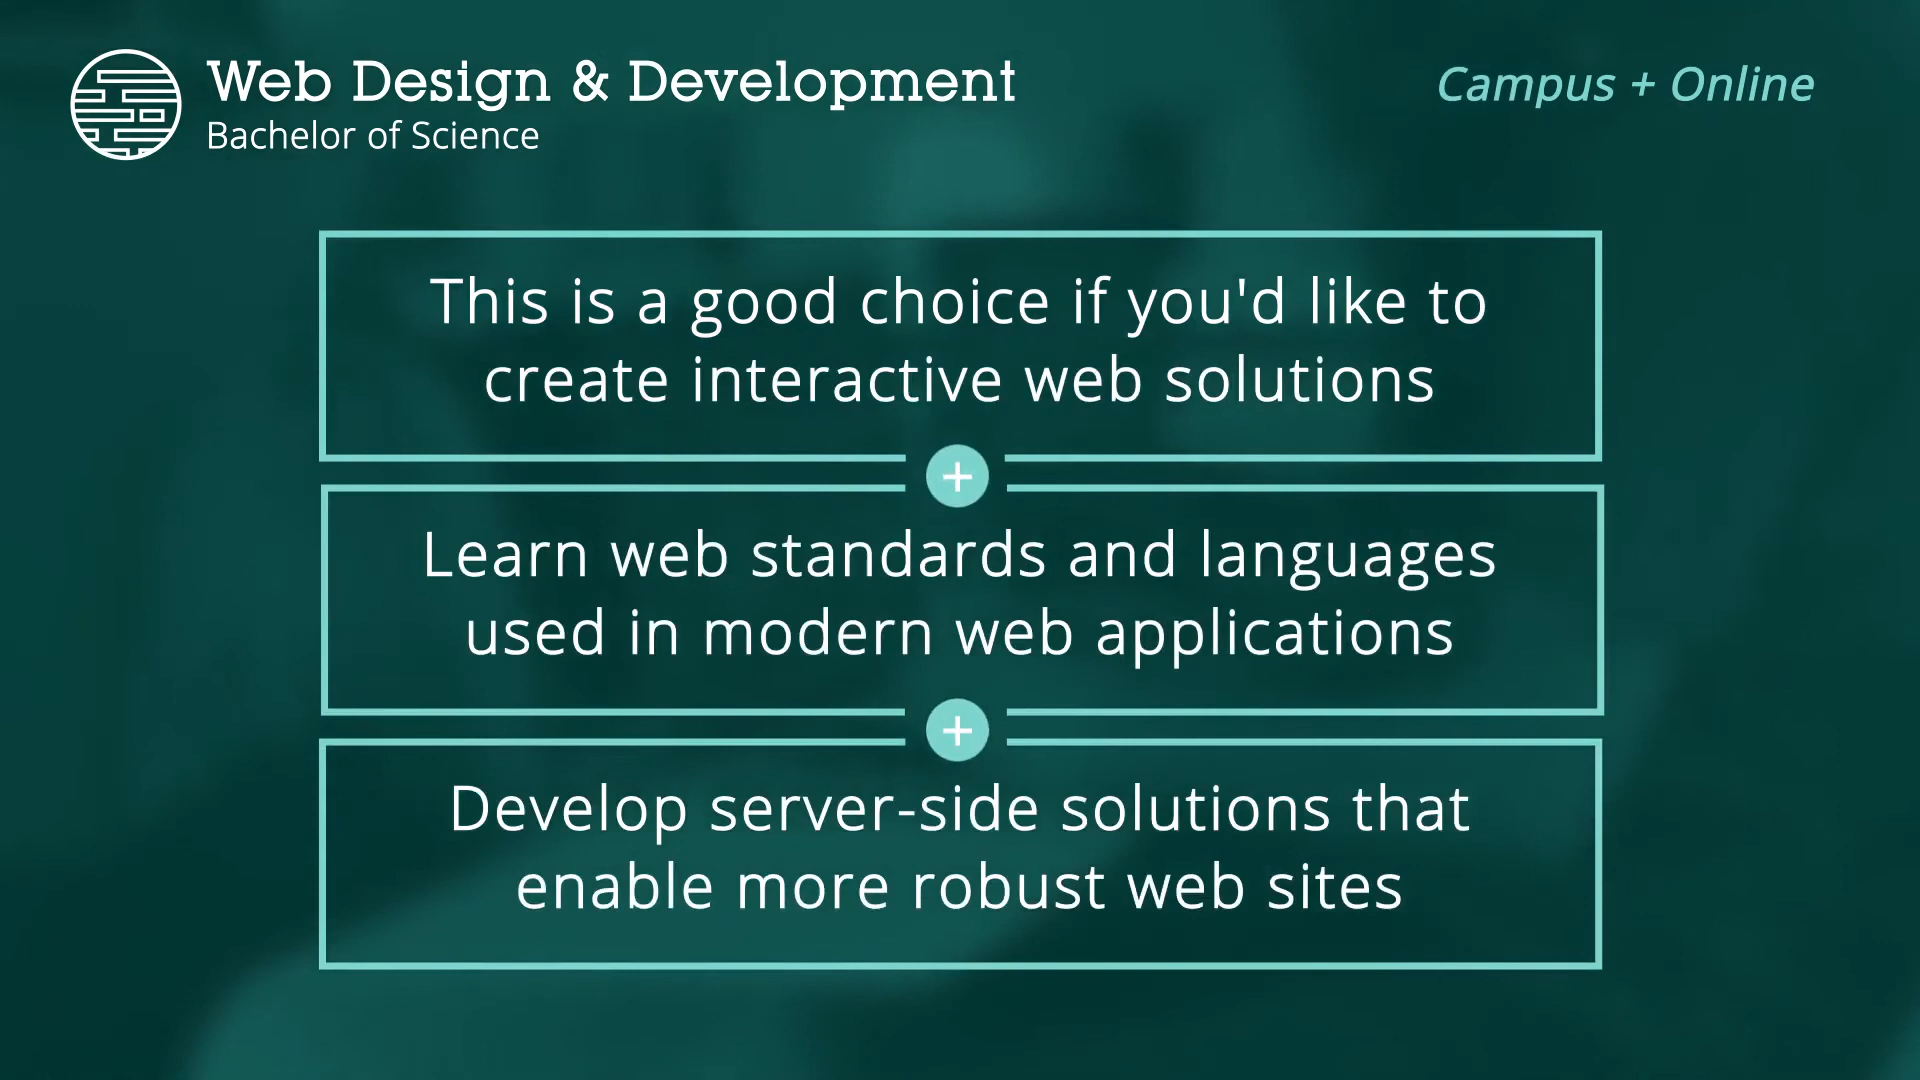 Web Design & Development
Bachelor of Science
Campus + Online
This is a good choice if you'd like to
create interactive web solutions
+
Learn web standards and languages
used in modern web applications
+
Develop server-side solutions that
enable more robust web sites